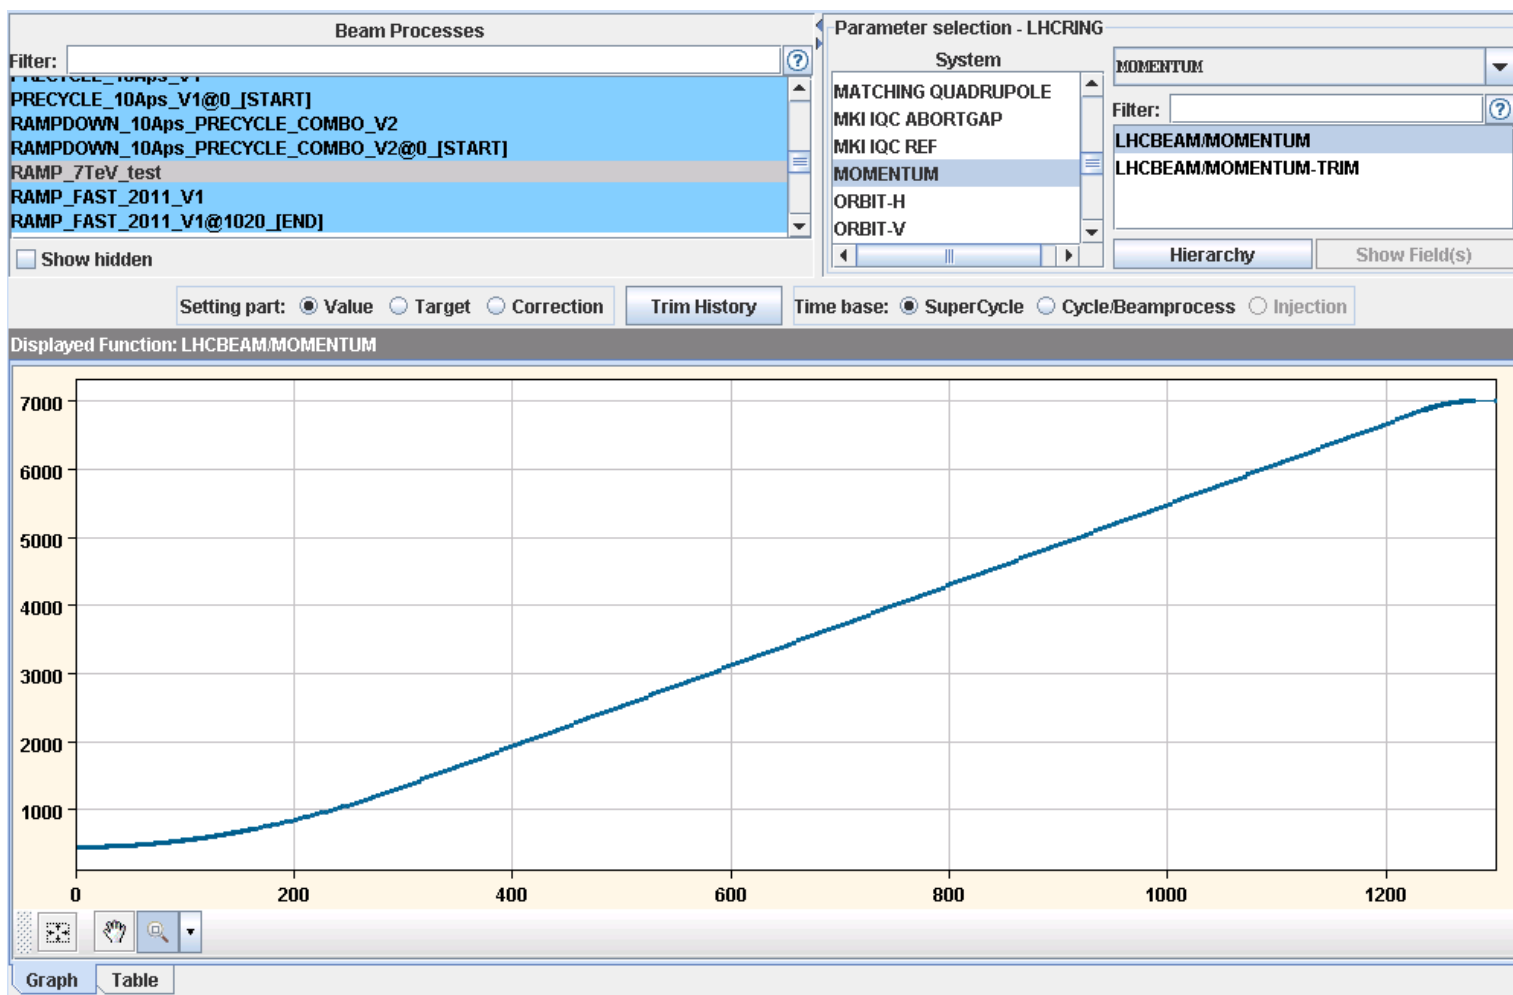 Beam Processes
Filter:
PRECYCLE_10Aps_V1
PRECYCLE_10Aps_V1@0_[START]
RAMPDOWN_10Aps_PRECYCLE_COMBO_V2
RAMPDOWN_10Aps_PRECYCLE_COMBO_V2@0_[START]
RAMP_7TeV_test
RAMP_FAST_2011_V1
RAMP_FAST_2011_V1@1020_[END]
Show hidden
Parameter selection - LHCRING
System
MATCHING QUADRUPOLE
MKI IQC ABORTGAP
MKI IQC REF
MOMENTUM
ORBIT-H
ORBIT-V
MOMENTUM
Filter:
LHCBEAM/MOMENTUM
LHCBEAM/MOMENTUM-TRIM
Hierarchy Show Field(s)
Setting part: Value Target Correction Trim History Time base: SuperCycle Cycle/Beamprocess Injection
Displayed Function: LHCBEAM/MOMENTUM
7000
6000
5000
4000
3000
2000
1000
0 200 400 600 800 1000 1200
Graph Table